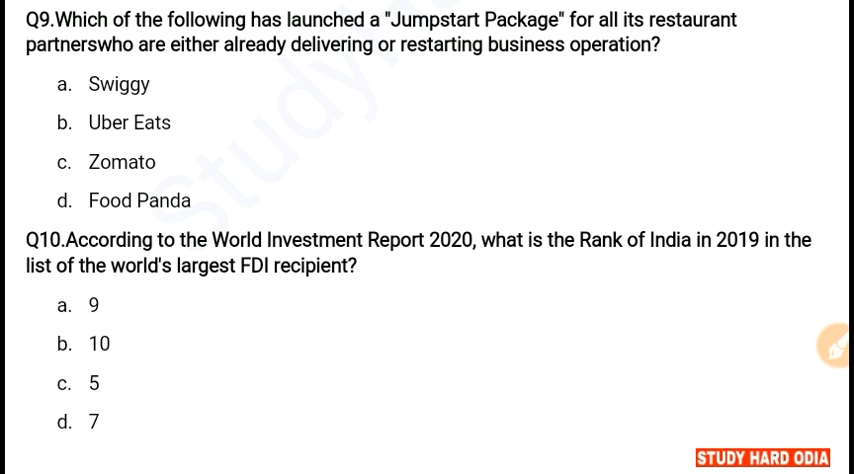 Q9.Which of the following has launched a "Jumpstart Package" for all its restaurant
partnerswho are either already delivering or restarting business operation?
a. Swiggy
b. Uber Eats
c. Zomato
d. Food Panda
Q10.According to the World Investment Report 2020, what is the Rank of India in 2019 in the
list of the world's largest FDI recipient?
a. 9
b. 10
c. 5
d. 7
STUDY HARD ODIA